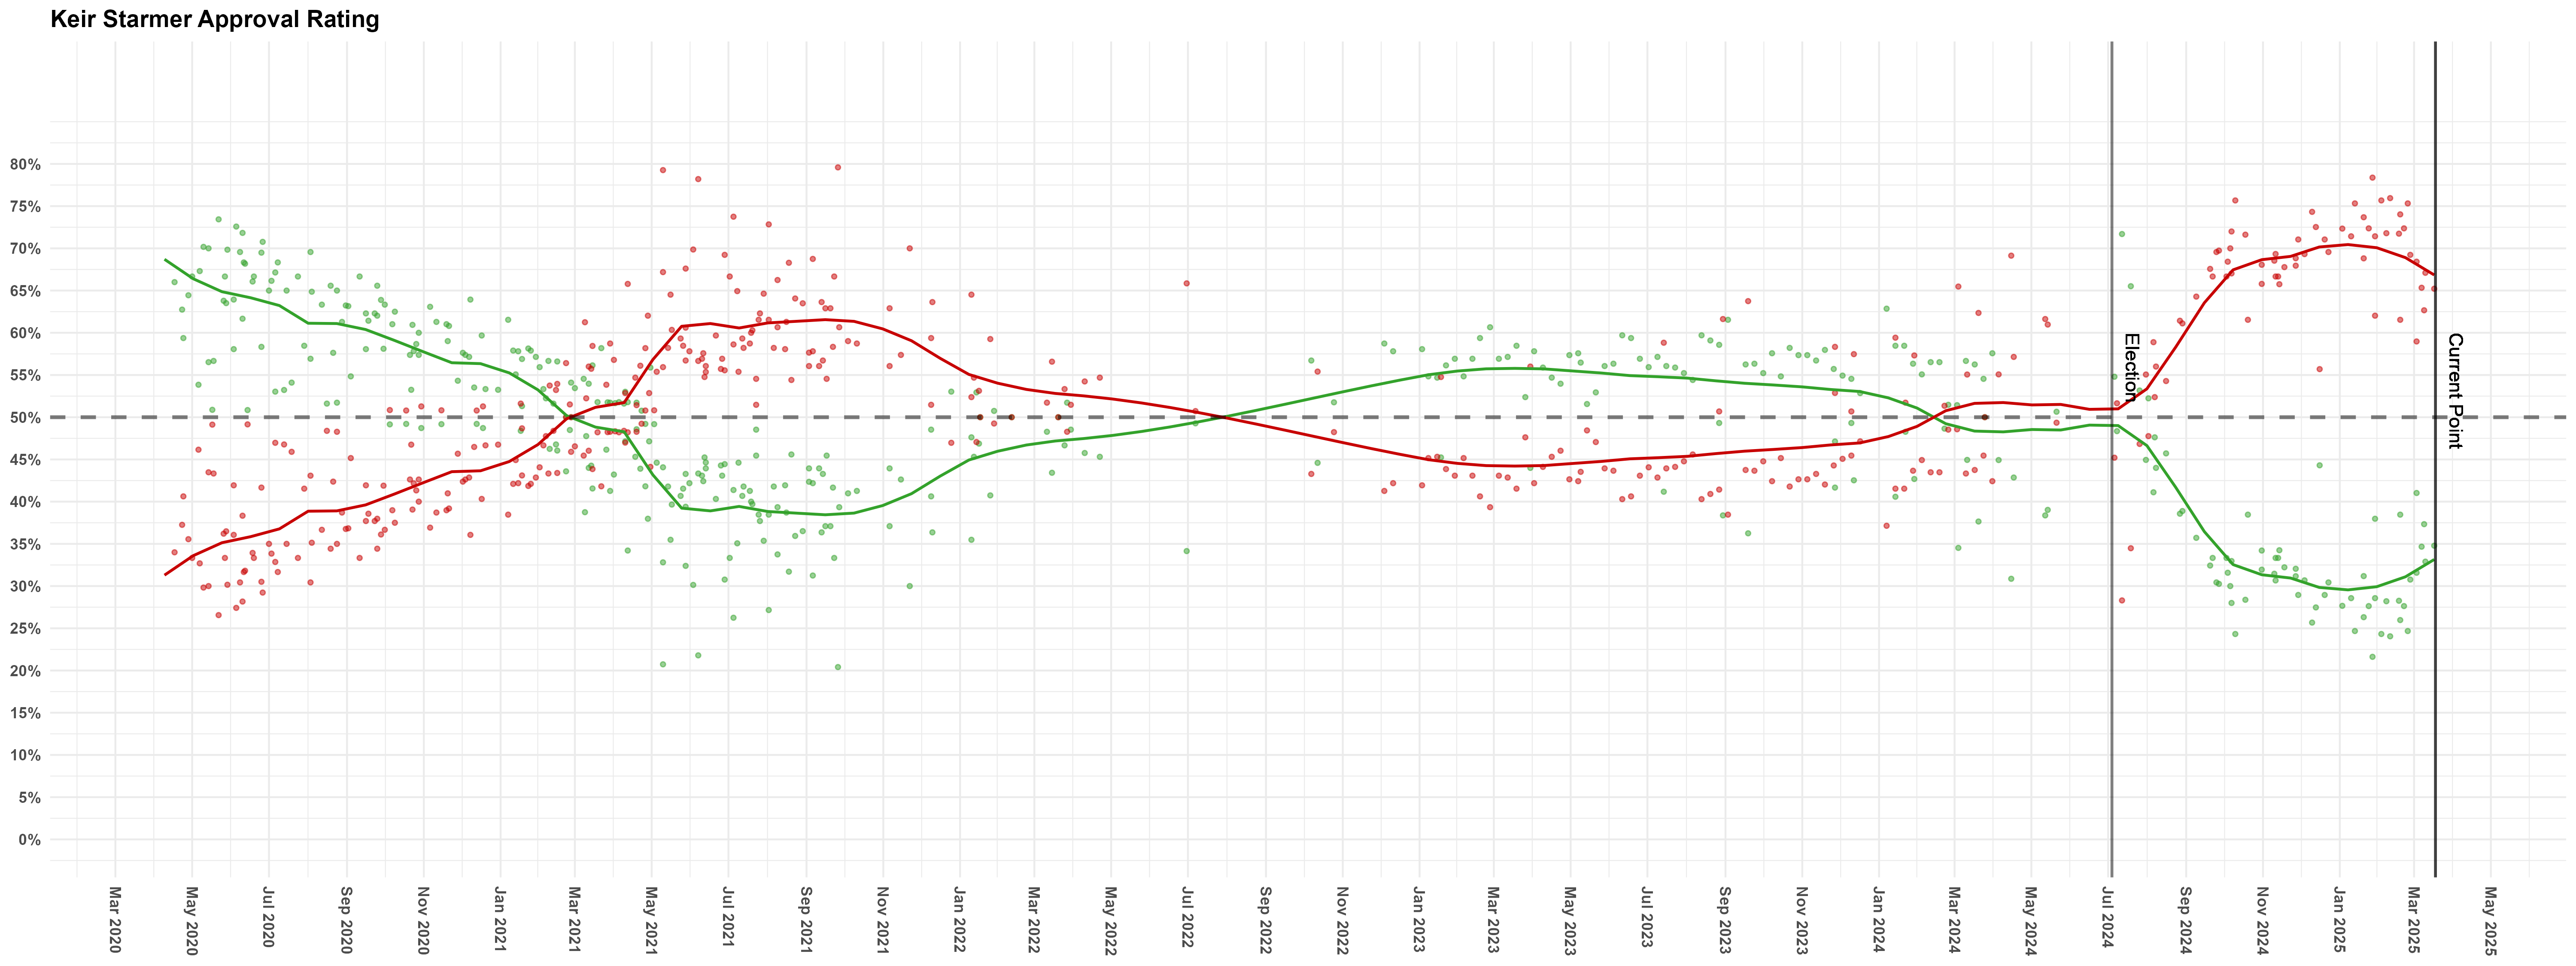 Keir Starmer Approval Rating
80%
75%
70%
65%
60%
55%
50%
45%
40%
35%
30%
25%
20%
15%
10%
5%
0%
Election
Current Point
Mar 2020
May 2020
Jul 2020
Sep 2020
Nov 2020
Jan 2021
Mar 2021
May 2021
Jul 2021
Sep 2021
Nov 2021
Jan 2022
Mar 2022
May 2022
Jul 2022
Sep 2022
Nov 2022
Jan 2023
Mar 2023
May 2023
Jul 2023
Sep 2023
Nov 2023
Jan 2024
Mar 2024
May 2024
Jul 2024
Sep 2024
Nov 2024
Jan 2025
Mar 2025
May 2025